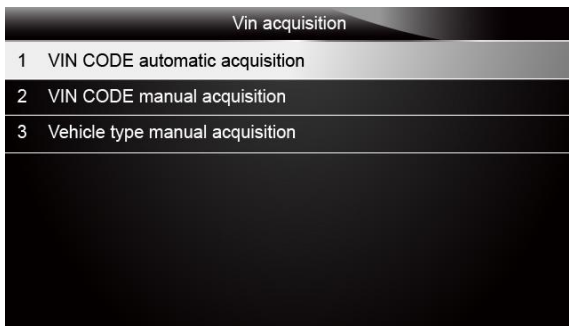 Vin acquisition
1 VIN CODE automatic acquisition
2 VIN CODE manual acquisition
3 Vehicle type manual acquisition